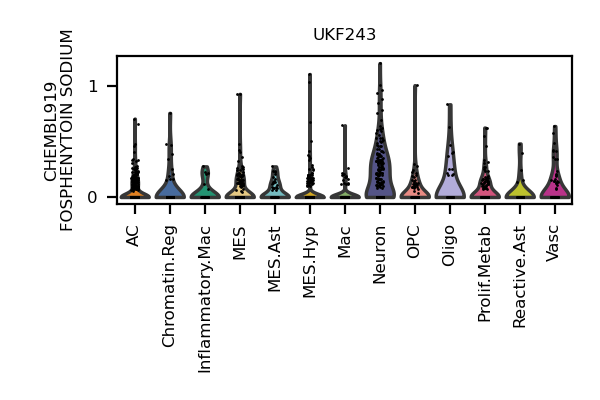 UKF243
CHEMBL919
FOSPHENYTOIN SODIUM
1
0
AC
Chromatin.Reg
Inflammatory.Mac
MES
MES.Ast
MES.Hyp
Mac
Neuron
OPC
Oligo
Prolif.Metab
Reactive.Ast
Vasc